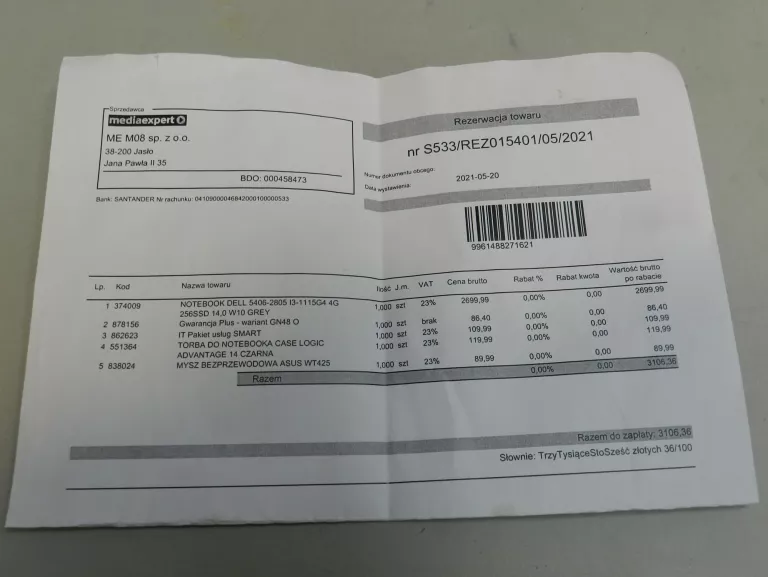 Sprzedawca
mediaexpert
ME M08 sp. z o.o.
38-200 Jasło
Jana Pawła II 35
BDO: 000458473
Bank: SANTANDER Nr rachunku: 04109000046942000100000533
Rezerwacja towaru
nr S533/REZ015401/05/2021
Numer dokumentu obcego:
Data wystawienia: 2021-05-20
9961488271621
Lp. Kod Nazwa towaru Ilość J.m. VAT Cena brutto Rabat % Rabat kwota Wartość brutto po rabacie
1 374009 NOTEBOOK DELL 5406-2805 I3-1115G4 4G 1,000 szt 23% 2699,99 0,00% 0,00 2699,99
256SSD 14,0 W10 GREY
2 878156 Gwarancja Plus - wariant GN48 O 1,000 szt brak 86,40 0,00% 0,00 86,40
3 862623 IT Pakiet usług SMART 1,000 szt 23% 109,99 0,00% 0,00 109,99
4 551364 TORBA DO NOTEBOOKA CASE LOGIC 1,000 szt 23% 119,99 0,00% 0,00 119,99
ADVANTAGE 14 CZARNA
5 838024 MYSZ BEZPRZEWODOWA ASUS WT425 1,000 szt 23% 89,99 0,00% 0,00 89,99
Razem 0,00% 0,00 3106,36
Razem do zapłaty: 3106,36
Słownie: TrzyTysiąceStoSześć złotych 36/100